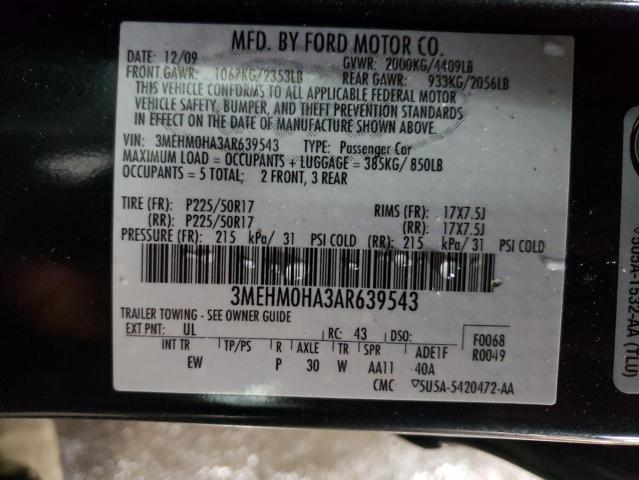 MFD. BY FORD MOTOR CO.
DATE: 12/09 GVWR: 2000KG/4409LB
FRONT GAWR: 1067KG/2353LB REAR GAWR: 933KG/2056LB
THIS VEHICLE CONFORMS TO ALL APPLICABLE FEDERAL MOTOR
VEHICLE SAFETY, BUMPER, AND THEFT PREVENTION STANDARDS
IN EFFECT ON THE DATE OF MANUFACTURE SHOWN ABOVE.
VIN: 3MEHM0HA3AR639543 TYPE: Passenger Car
MAXIMUM LOAD = OCCUPANTS + LUGGAGE = 385KG/ 850LB
OCCUPANTS = 5 TOTAL; 2 FRONT, 3 REAR
TIRE (FR): P225/50R17 RIMS (FR): 17X7.5J
(RR): P225/50R17 (RR): 17X7.5J
PRESSURE (FR): 215 kPa/ 31 PSI COLD (RR): 215 kPa/ 31 PSI COLD
3MEHM0HA3AR639543
TRAILER TOWING - SEE OWNER GUIDE
EXT PNT: UL RC: 43 DSO: F0068
INT TR TP/PS R AXLE TR SPR ADE1F R0049
EW P 30 W AA11 40A
CMC 5U5A-5420472-AA